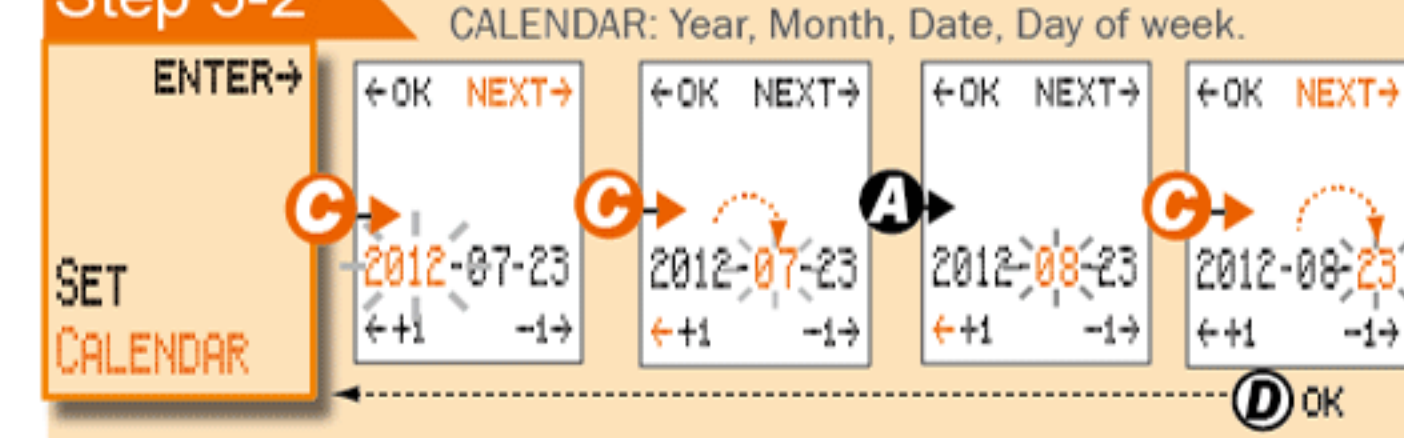 Step 3-2
CALENDAR: Year, Month, Date, Day of week.
ENTER→
SET
CALENDAR
C
←OK NEXT→
2012-07-23
←+1 -1→
C
←OK NEXT→
2012-07-23
←+1 -1→
A
←OK NEXT→
2012-08-23
←+1 -1→
C
←OK NEXT→
2012-08-23
←+1 -1→
D OK